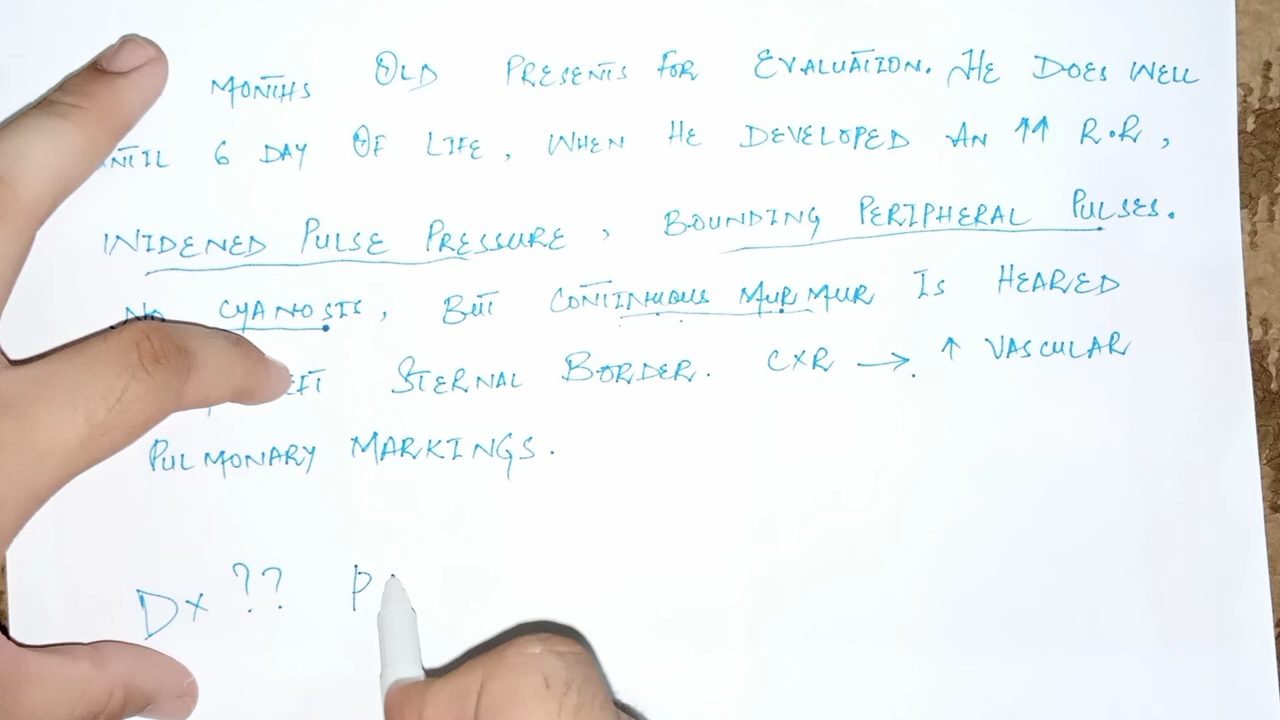 MONTHS OLD PRESENTS FOR EVALUATION. HE DOES WELL
6 DAY OF LIFE, WHEN HE DEVELOPED AN ↑↑ R.R,
WIDENED PULSE PRESSURE, BOUNDING PERIPHERAL PULSES.
NO CYANOSIS, BUT CONTINUOUS MURMUR IS HEARED
STERNAL BORDER. CXR → ↑ VASCULAR
PULMONARY MARKINGS.
DX ?? P